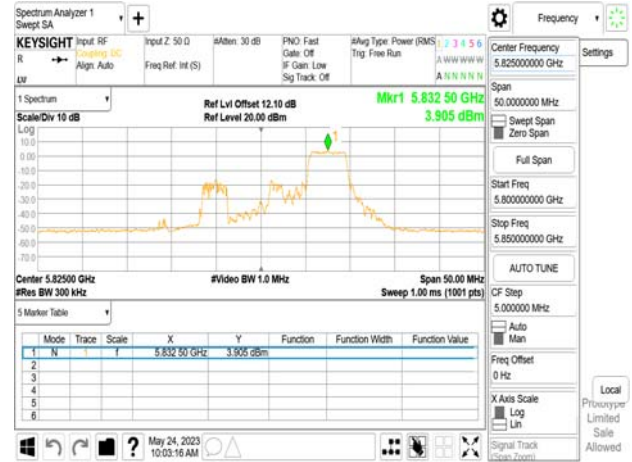 Spectrum Analyzer 1
Swept SA
+
Frequency
KEYSIGHT
Input: RF
Input Z: 50 Ω
#Atten: 30 dB
PNO: Fast
#Avg Type: Power (RMS
1 2 3 4 5 6
R
Coupling: DC
Gate: Off
Trig: Free Run
A W W W W W
Align: Auto
Freq Ref: Int (S)
IF Gain: Low
Sig Track: Off
A N N N N N
1 Spectrum
Ref Lvl Offset 12.10 dB
Mkr1 5.832 50 GHz
Scale/Div 10 dB
Ref Level 20.00 dBm
3.905 dBm
Log
1
10.0
0.00
-10.0
-20.0
-30.0
-40.0
-50.0
-60.0
-70.0
Center 5.82500 GHz
#Video BW 1.0 MHz
Span 50.00 MHz
#Res BW 300 kHz
Sweep 1.00 ms (1001 pts)
5 Marker Table
Mode Trace Scale X Y Function Function Width Function Value
1 N 1 f 5.832 50 GHz 3.905 dBm
2
3
4
5
6
?
May 24, 2023
10:03:16 AM
Center Frequency
5.825000000 GHz
Settings
Span
50.0000000 MHz
Swept Span
Zero Span
Full Span
Start Freq
5.800000000 GHz
Stop Freq
5.850000000 GHz
AUTO TUNE
CF Step
5.000000 MHz
Auto
Man
Freq Offset
0 Hz
X Axis Scale
Log
Lin
Signal Track
(Span Zoom)
Local
Prototype
Limited
Sale
Allowed